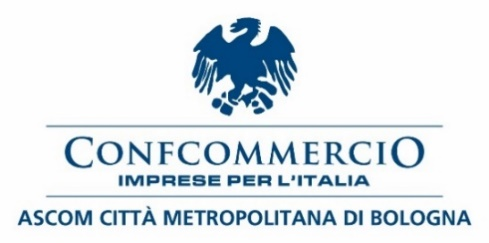 CONFCOMMERCIO
IMPRESE PER L'ITALIA
ASCOM CITTÀ METROPOLITANA DI BOLOGNA